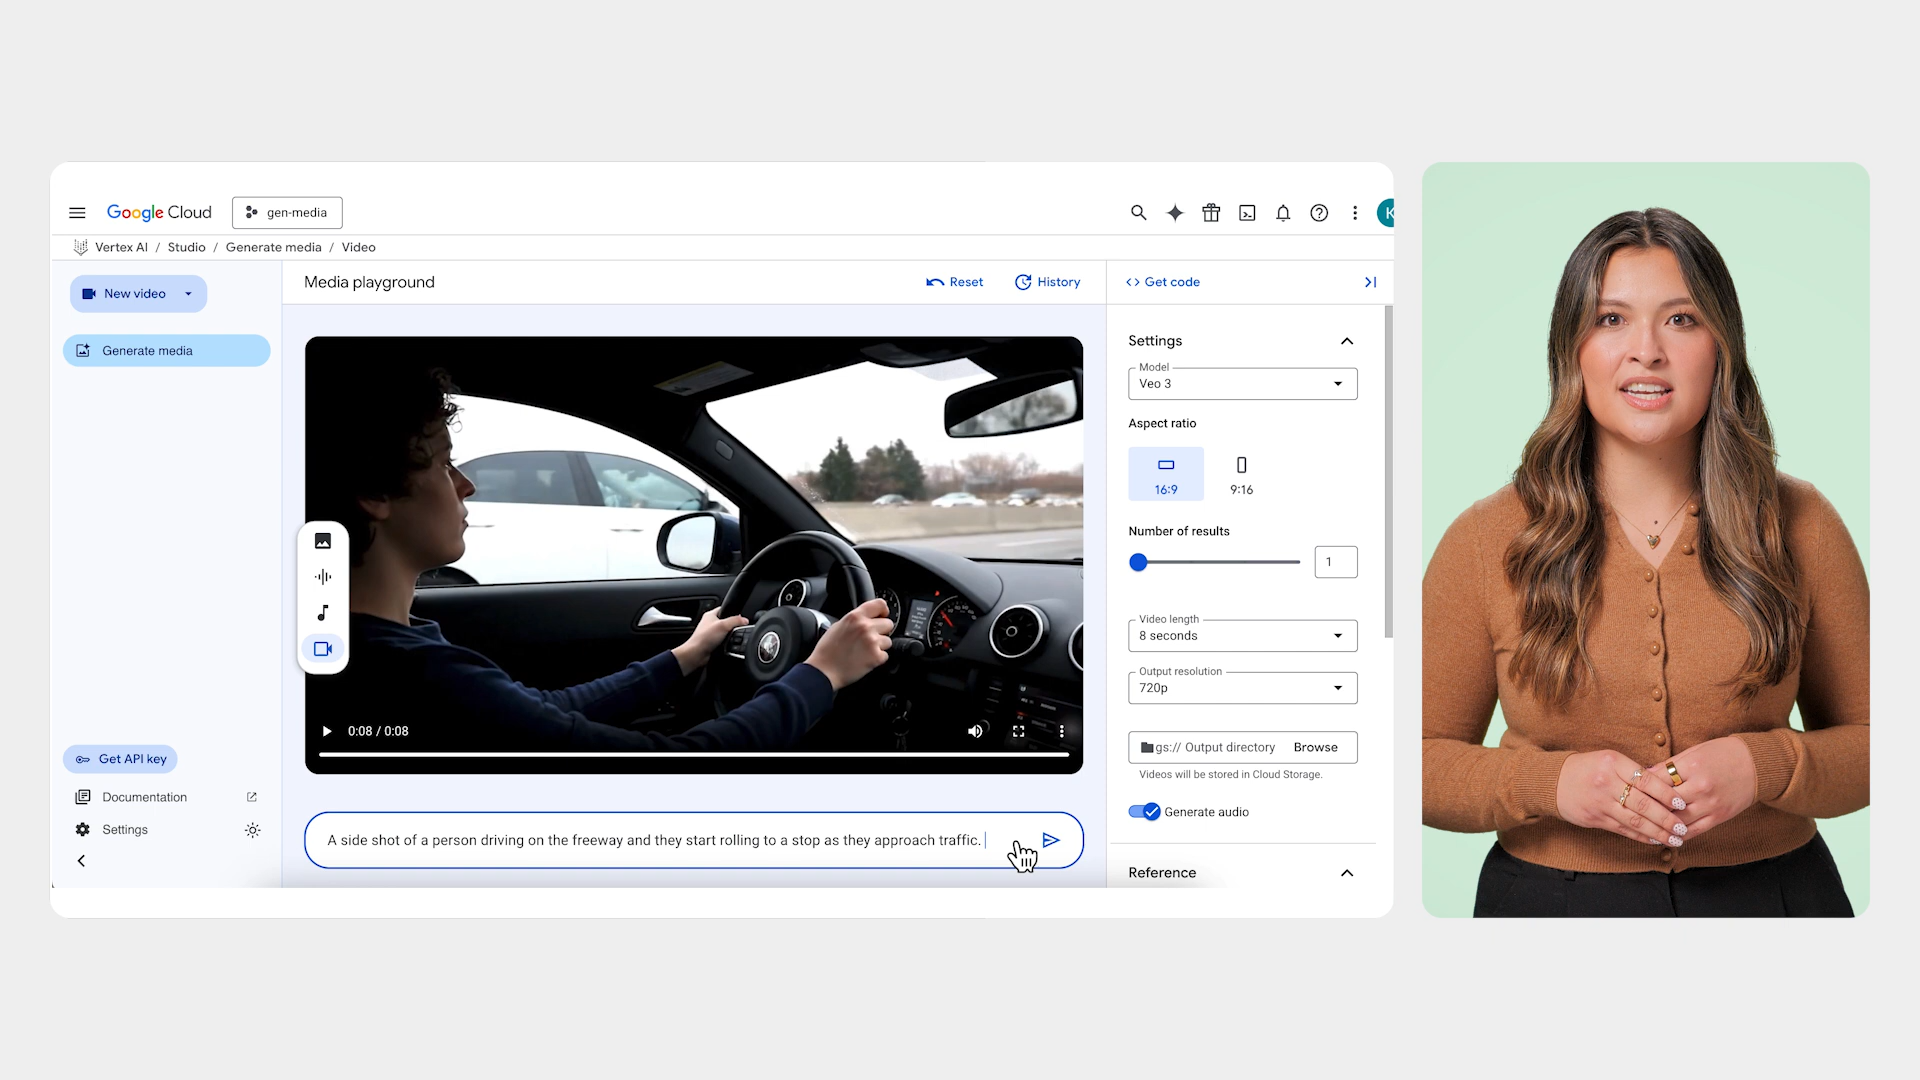 Google Cloud
gen-media
K
Vertex AI / Studio / Generate media / Video
New video
Generate media
Get API key
Documentation
Settings
Media playground
Reset
History
0:08 / 0:08
A side shot of a person driving on the freeway and they start rolling to a stop as they approach traffic.
<> Get code
Settings
Model
Veo 3
Aspect ratio
16:9
9:16
Number of results
1
Video length
8 seconds
Output resolution
720p
gs:// Output directory
Browse
Videos will be stored in Cloud Storage.
Generate audio
Reference